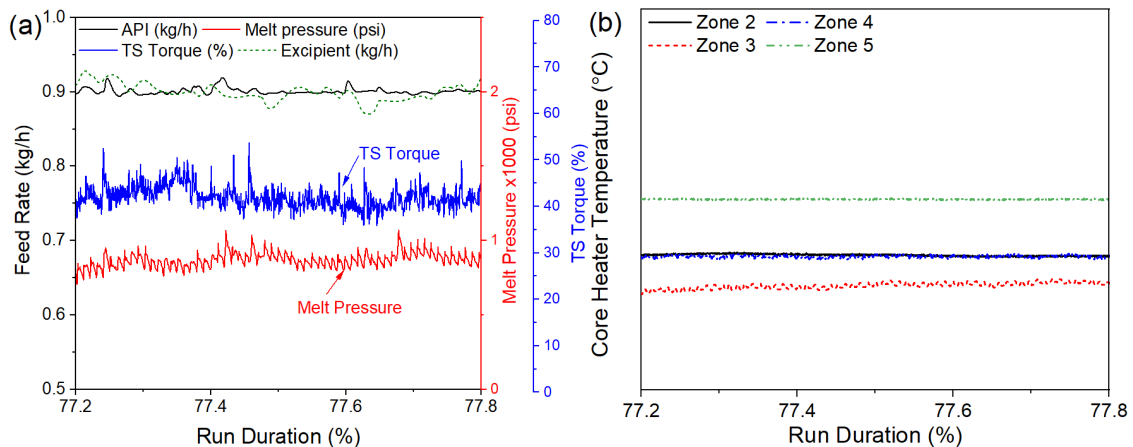 (a)
API (kg/h)
Melt pressure (psi)
TS Torque (%)
Excipient (kg/h)
Feed Rate (kg/h)
1.0
0.9
0.8
0.7
0.6
0.5
TS Torque
Melt Pressure
77.2
77.4
77.6
77.8
Run Duration (%)
2
1
0
Melt Pressure x1000 (psi)
TS Torque (%)
80
70
60
50
40
30
20
10
0
(b)
Zone 2
Zone 4
Zone 3
Zone 5
Core Heater Temperature (°C)
77.2
77.4
77.6
77.8
Run Duration (%)